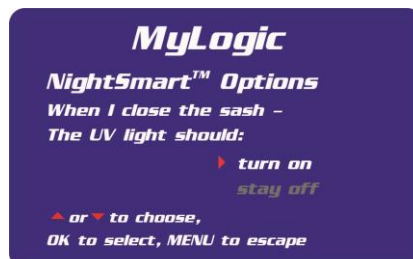 MyLogic
NightSmart™ Options
When I close the sash –
The UV light should:
turn on
stay off
or to choose,
OK to select, MENU to escape